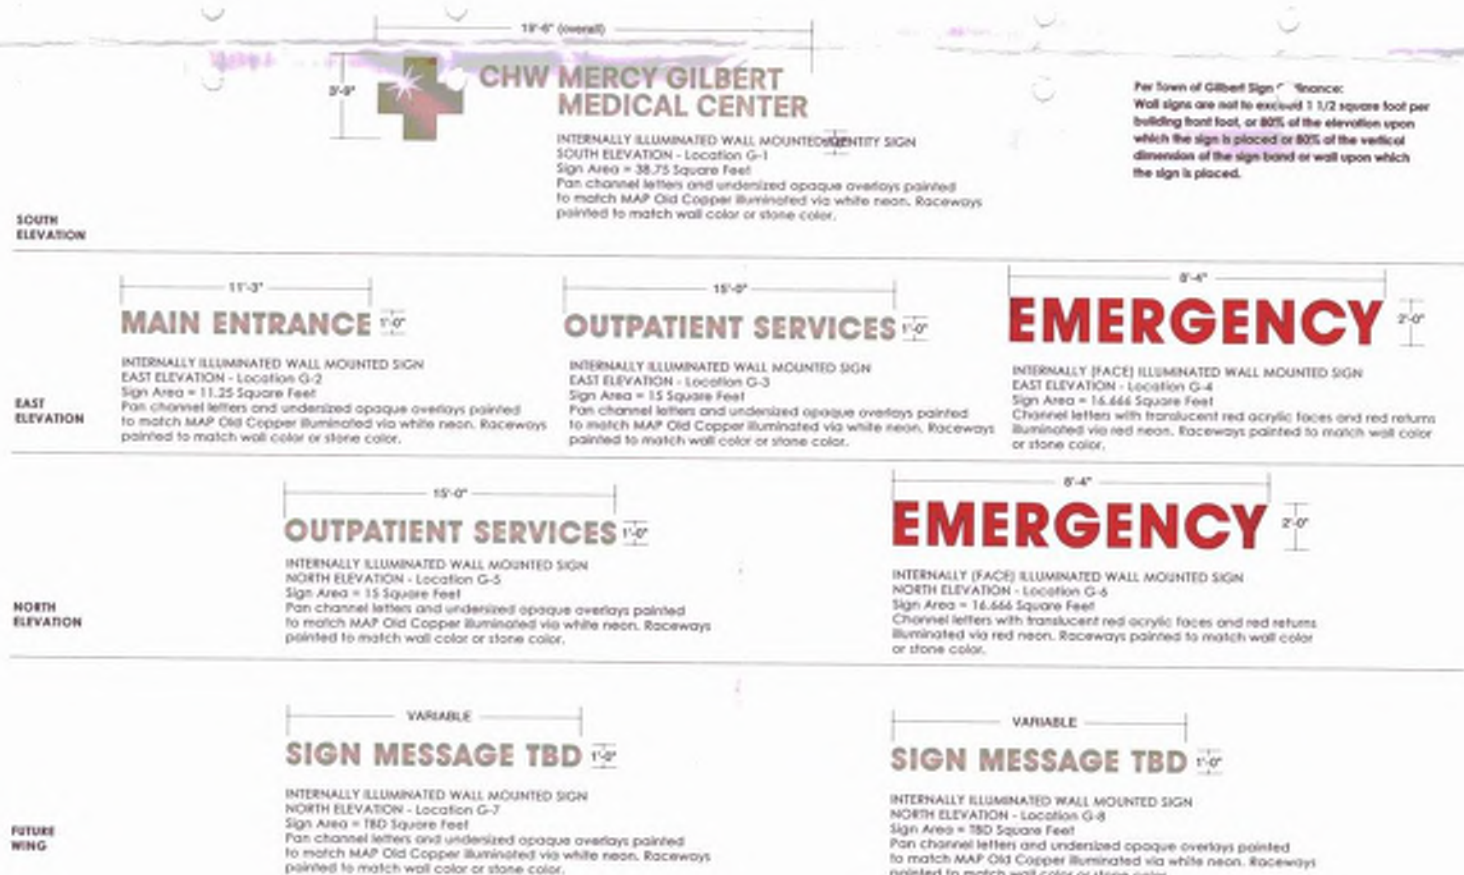 19'-6" (overall)
3'-9"
CHW MERCY GILBERT
MEDICAL CENTER
INTERNALLY ILLUMINATED WALL MOUNTED IDENTITY SIGN
SOUTH ELEVATION - Location G-1
Sign Area = 38.75 Square Feet
Pan channel letters and undersized opaque overlays painted
to match MAP Old Copper illuminated via white neon. Raceways
painted to match wall color or stone color.
Per Town of Gilbert Sign
Wall signs are not to exceed 1 1/2 square foot per
building front foot, or 80% of the elevation upon
which the sign is placed or 80% of the vertical
dimension of the sign band or wall upon which
the sign is placed.
SOUTH
ELEVATION
11'-3"
MAIN ENTRANCE 1'-0"
INTERNALLY ILLUMINATED WALL MOUNTED SIGN
EAST ELEVATION - Location G-2
Sign Area = 11.25 Square Feet
Pan channel letters and undersized opaque overlays painted
to match MAP Old Copper illuminated via white neon. Raceways
painted to match wall color or stone color.
15'-0"
OUTPATIENT SERVICES 1'-0"
INTERNALLY ILLUMINATED WALL MOUNTED SIGN
EAST ELEVATION - Location G-3
Sign Area = 15 Square Feet
Pan channel letters and undersized opaque overlays painted
to match MAP Old Copper illuminated via white neon. Raceways
painted to match wall color or stone color.
8'-4"
EMERGENCY 2'-0"
INTERNALLY (FACE) ILLUMINATED WALL MOUNTED SIGN
EAST ELEVATION - Location G-4
Sign Area = 16.666 Square Feet
Channel letters with translucent red acrylic faces and red returns
illuminated via red neon. Raceways painted to match wall color
or stone color.
EAST
ELEVATION
15'-0"
OUTPATIENT SERVICES 1'-0"
INTERNALLY ILLUMINATED WALL MOUNTED SIGN
NORTH ELEVATION - Location G-5
Sign Area = 15 Square Feet
Pan channel letters and undersized opaque overlays painted
to match MAP Old Copper illuminated via white neon. Raceways
painted to match wall color or stone color.
8'-4"
EMERGENCY 2'-0"
INTERNALLY (FACE) ILLUMINATED WALL MOUNTED SIGN
NORTH ELEVATION - Location G-6
Sign Area = 16.666 Square Feet
Channel letters with translucent red acrylic faces and red returns
illuminated via red neon. Raceways painted to match wall color
or stone color.
NORTH
ELEVATION
VARIABLE
SIGN MESSAGE TBD 1'-0"
INTERNALLY ILLUMINATED WALL MOUNTED SIGN
NORTH ELEVATION - Location G-7
Sign Area = TBD Square Feet
Pan channel letters and undersized opaque overlays painted
to match MAP Old Copper illuminated via white neon. Raceways
painted to match wall color or stone color.
VARIABLE
SIGN MESSAGE TBD 1'-0"
INTERNALLY ILLUMINATED WALL MOUNTED SIGN
NORTH ELEVATION - Location G-8
Sign Area = TBD Square Feet
Pan channel letters and undersized opaque overlays painted
to match MAP Old Copper illuminated via white neon. Raceways
painted to match wall color or stone color.
FUTURE
WING